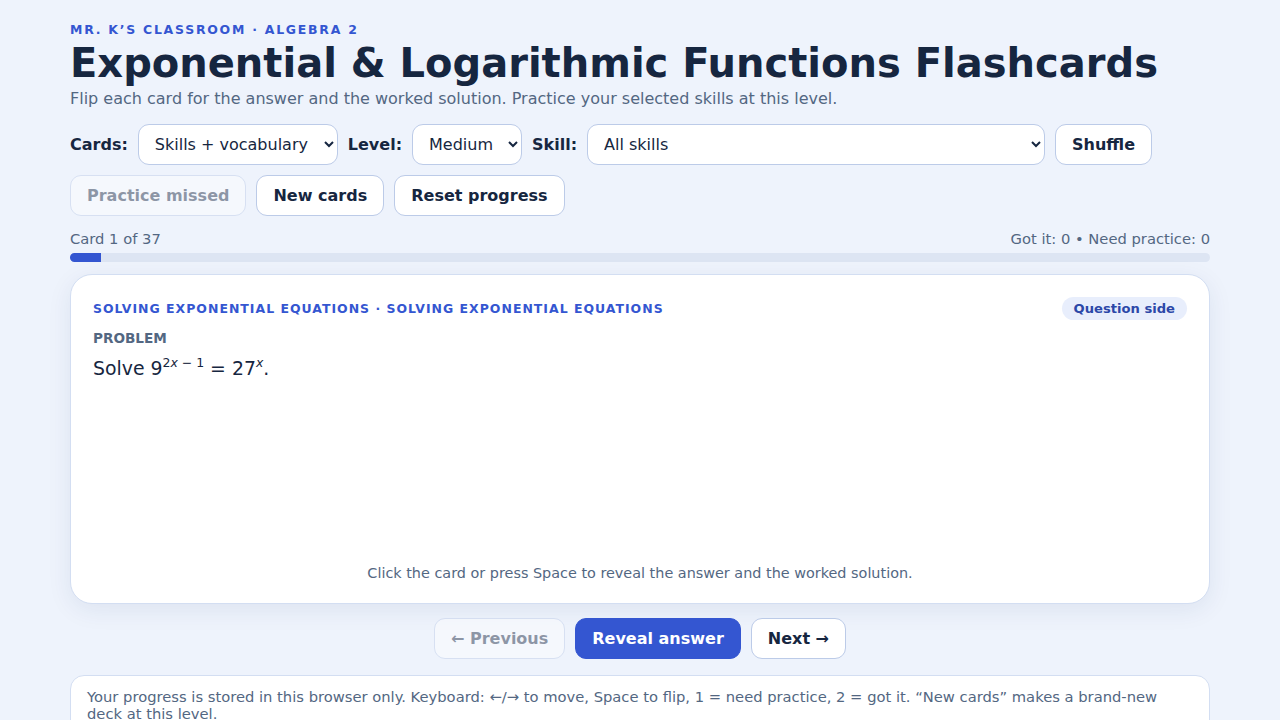 MR. K’S CLASSROOM · ALGEBRA 2
Exponential & Logarithmic Functions Flashcards
Flip each card for the answer and the worked solution. Practice your selected skills at this level.
Cards: Skills + vocabulary Level: Medium Skill: All skills Shuffle
Practice missed New cards Reset progress
Card 1 of 37 Got it: 0 • Need practice: 0
SOLVING EXPONENTIAL EQUATIONS · SOLVING EXPONENTIAL EQUATIONS Question side
PROBLEM
Solve 9^(2x − 1) = 27^x.
Click the card or press Space to reveal the answer and the worked solution.
← Previous Reveal answer Next →
Your progress is stored in this browser only. Keyboard: ←/→ to move, Space to flip, 1 = need practice, 2 = got it. “New cards” makes a brand-new
deck at this level.